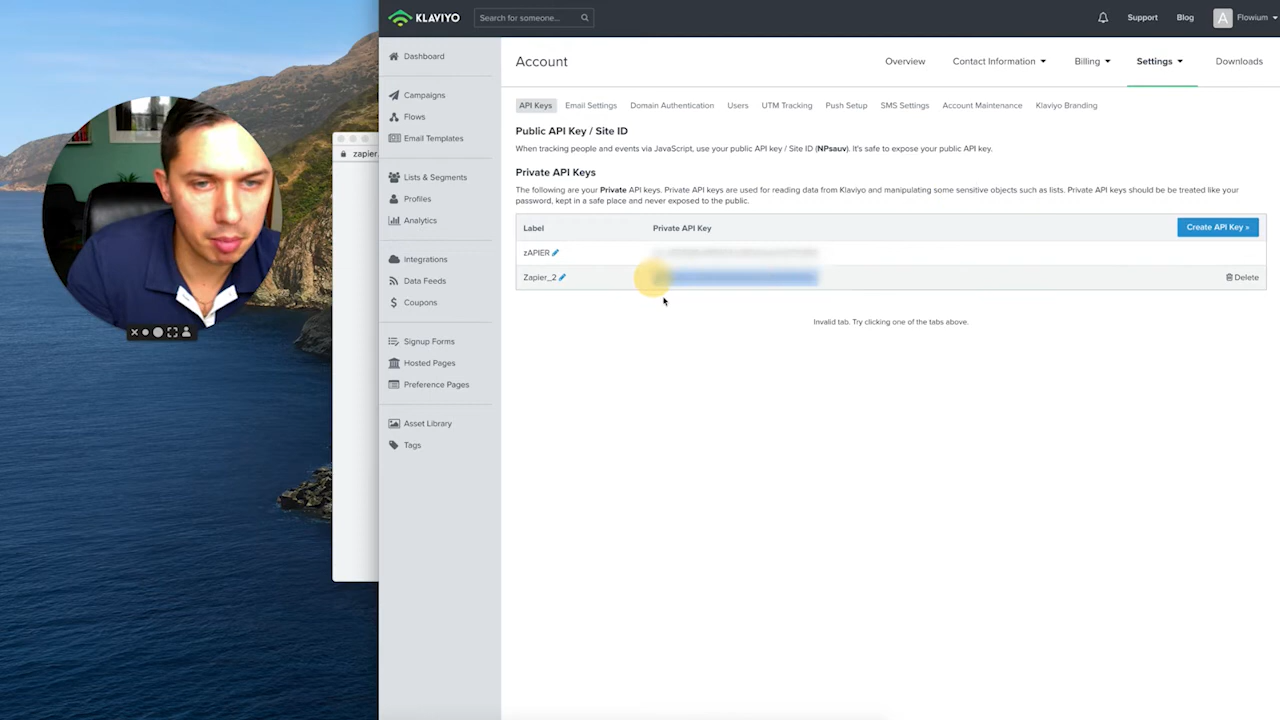 KLAVIYO
Search for someone...
Support
Blog
A
Flowium
zapier.
Dashboard
Campaigns
Flows
Email Templates
Lists & Segments
Profiles
Analytics
Integrations
Data Feeds
Coupons
Signup Forms
Hosted Pages
Preference Pages
Asset Library
Tags
Account
Overview
Contact Information
Billing
Settings
Downloads
API Keys
Email Settings
Domain Authentication
Users
UTM Tracking
Push Setup
SMS Settings
Account Maintenance
Klaviyo Branding
Public API Key / Site ID
When tracking people and events via JavaScript, use your public API key / Site ID (NPsauv). It's safe to expose your public API key.
Private API Keys
The following are your Private API keys. Private API keys are used for reading data from Klaviyo and manipulating some sensitive objects such as lists. Private API keys should be be treated like your
password, kept in a safe place and never exposed to the public.
Label
Private API Key
Create API Key »
zAPIER
Zapier_2
Delete
Invalid tab. Try clicking one of the tabs above.